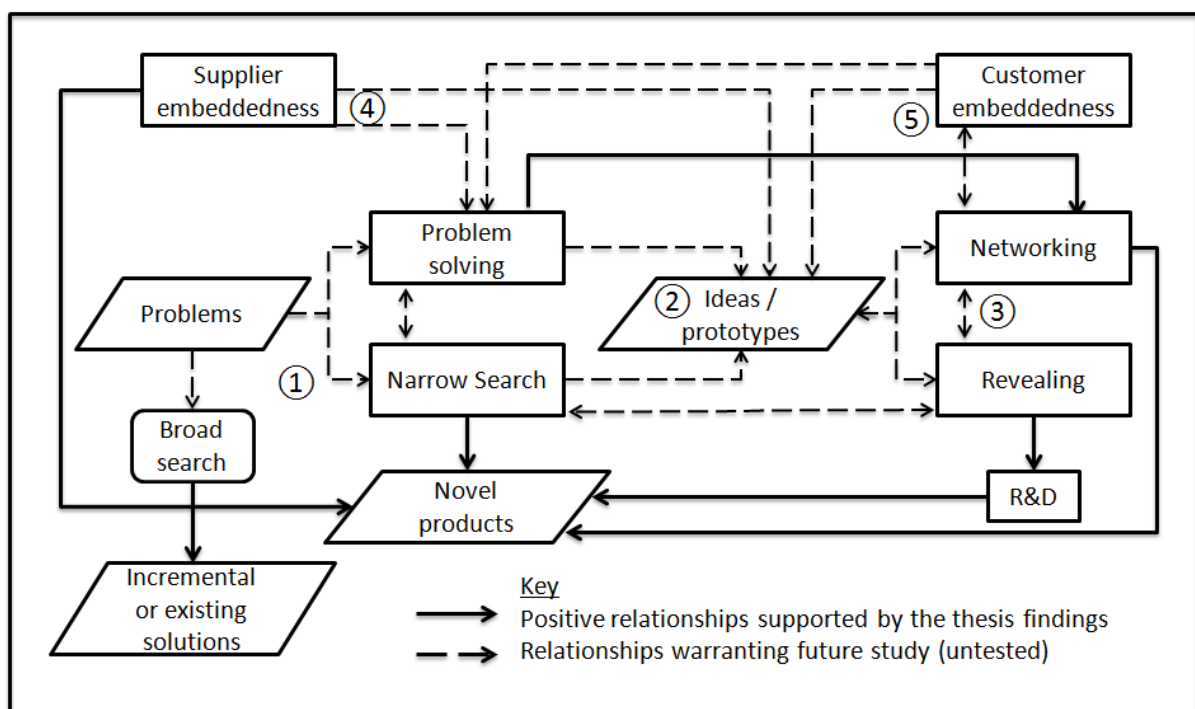 Supplier
embeddedness
④
Customer
embeddedness
⑤
Problem
solving
Networking
Problems
② Ideas /
prototypes
③
①
Narrow Search
Revealing
Broad
search
Novel
products
R&D
Incremental
or existing
solutions
Key
Positive relationships supported by the thesis findings
Relationships warranting future study (untested)